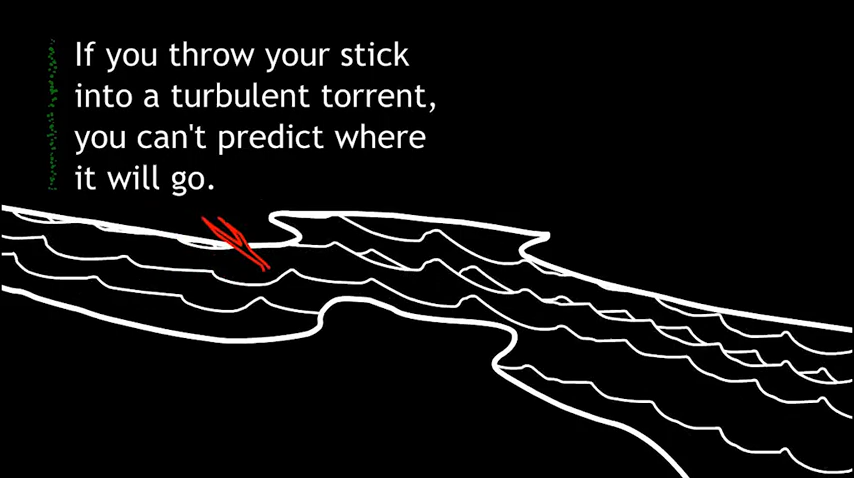 If you throw your stick
into a turbulent torrent,
you can't predict where
it will go.